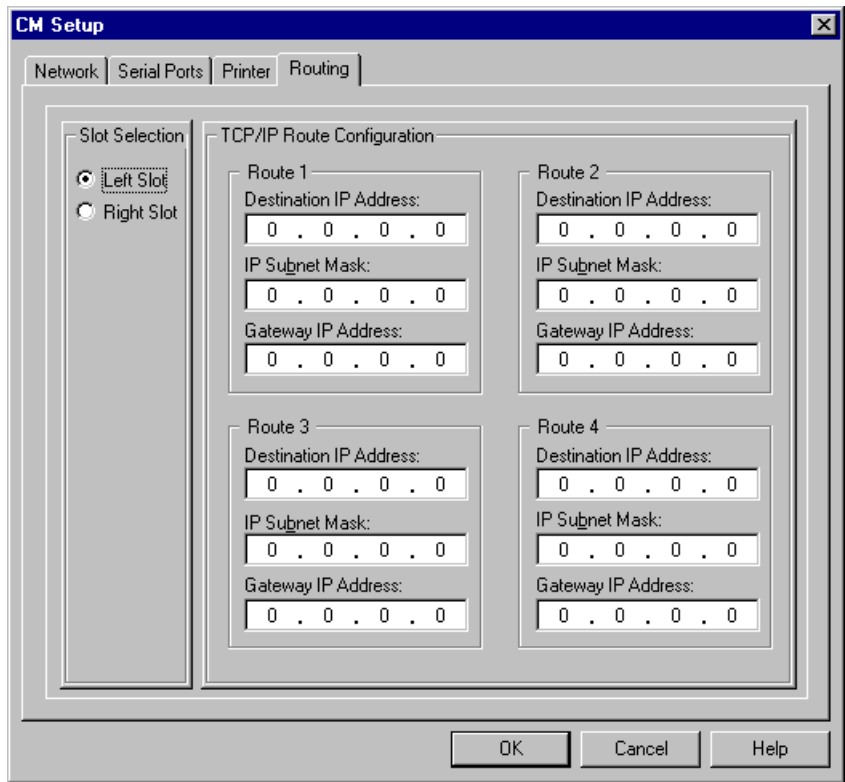 CM Setup
Network Serial Ports Printer Routing
Slot Selection
Left Slot
Right Slot
TCP/IP Route Configuration
Route 1
Destination IP Address:
0 . 0 . 0 . 0
IP Subnet Mask:
0 . 0 . 0 . 0
Gateway IP Address:
0 . 0 . 0 . 0
Route 2
Destination IP Address:
0 . 0 . 0 . 0
IP Subnet Mask:
0 . 0 . 0 . 0
Gateway IP Address:
0 . 0 . 0 . 0
Route 3
Destination IP Address:
0 . 0 . 0 . 0
IP Subnet Mask:
0 . 0 . 0 . 0
Gateway IP Address:
0 . 0 . 0 . 0
Route 4
Destination IP Address:
0 . 0 . 0 . 0
IP Subnet Mask:
0 . 0 . 0 . 0
Gateway IP Address:
0 . 0 . 0 . 0
OK Cancel Help